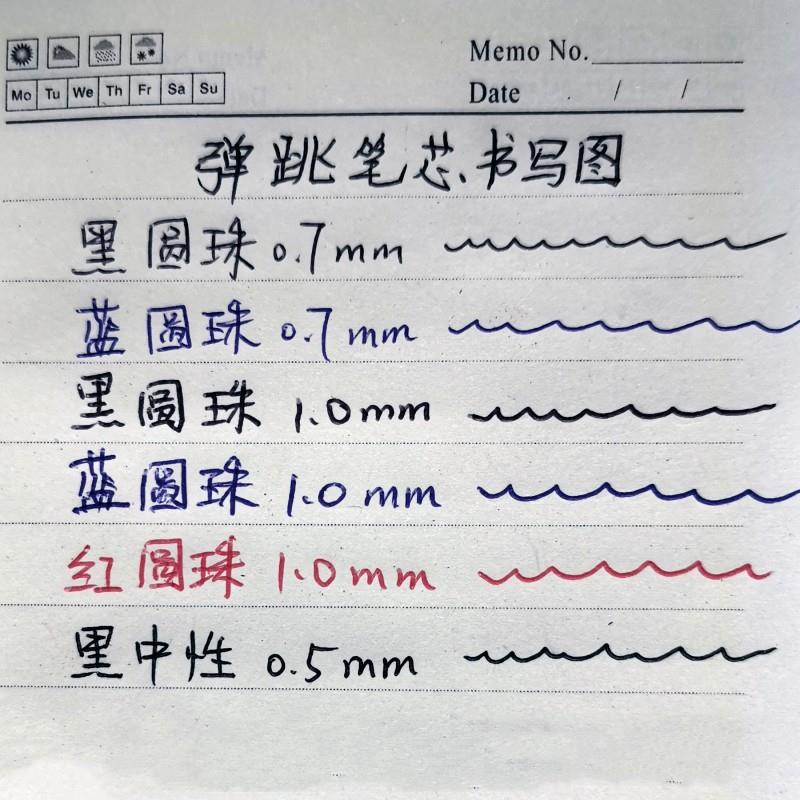 Memo No.
Mo Tu We Th Fr Sa Su
Date / /
弹跳笔芯书写图
黑圆珠 0.7mm
蓝圆珠 0.7mm
黑圆珠 1.0mm
蓝圆珠 1.0mm
红圆珠 1.0mm
黑中性 0.5mm